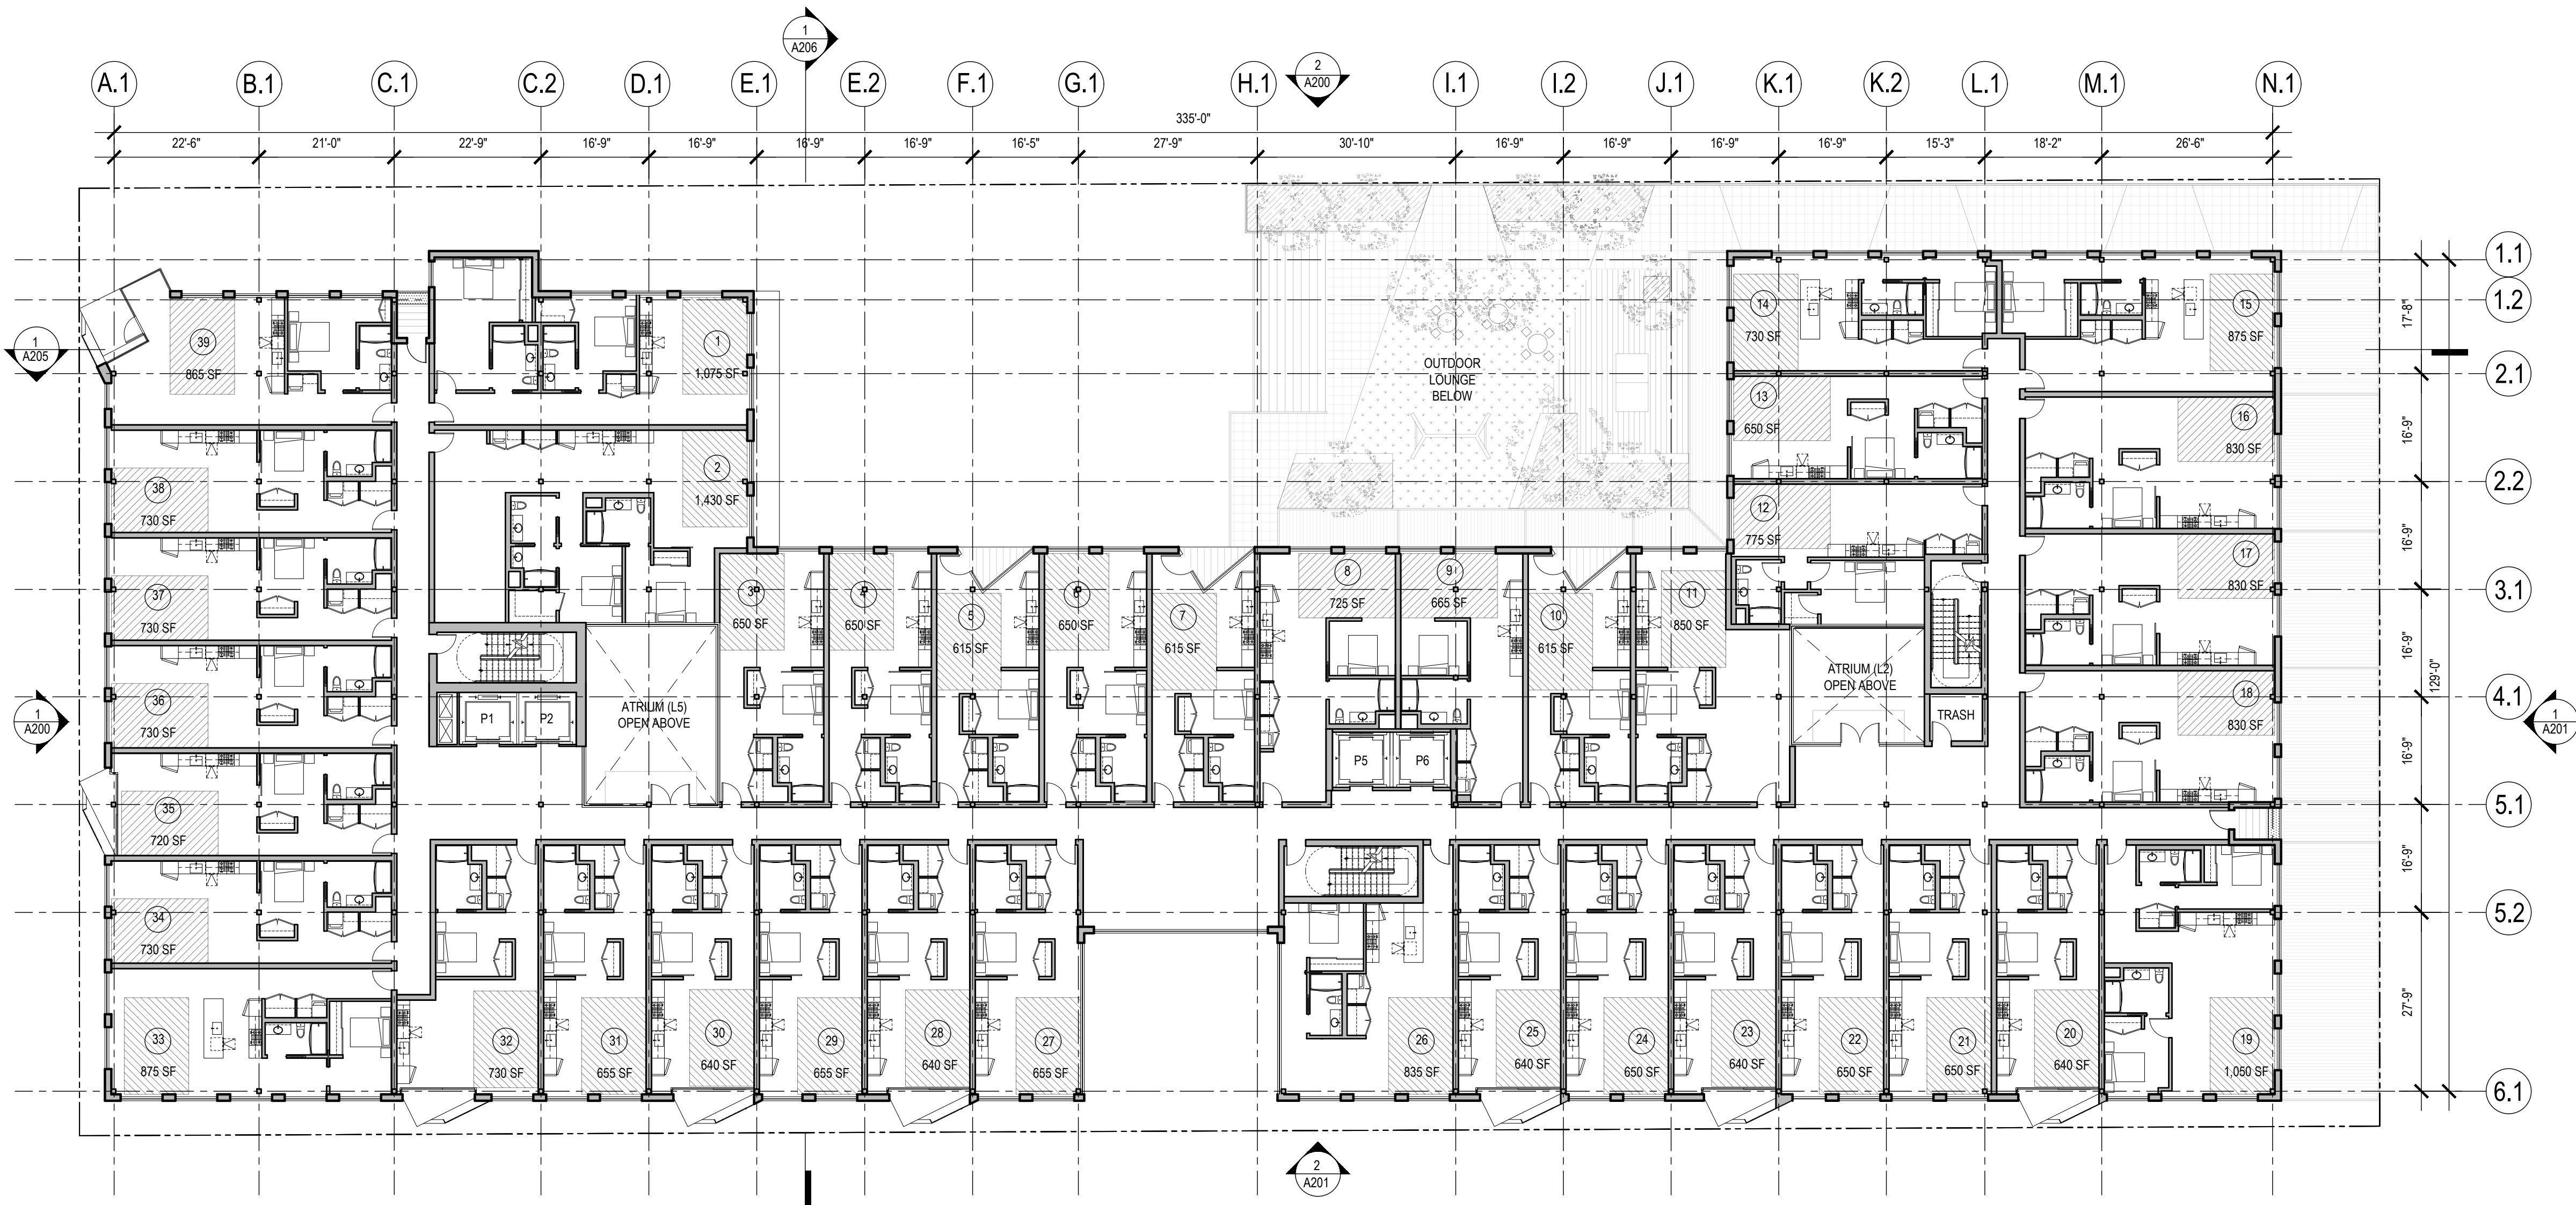 1
A206
2
A200
A.1
B.1
C.1
C.2
D.1
E.1
E.2
F.1
G.1
H.1
I.1
I.2
J.1
K.1
K.2
L.1
M.1
N.1
335'-0"
22'-6"
21'-0"
22'-9"
16'-9"
16'-9"
16'-9"
16'-9"
16'-5"
27'-9"
30'-10"
16'-9"
16'-9"
16'-9"
16'-9"
15'-3"
18'-2"
26'-6"
1.1
1.2
2.1
2.2
3.1
4.1
5.1
5.2
6.1
17'-8"
16'-9"
16'-9"
16'-9"
16'-9"
16'-9"
27'-9"
129'-0"
1
A205
1
A200
1
A201
2
A201
39
865 SF
1
1,075 SF
2
1,430 SF
38
730 SF
37
730 SF
36
730 SF
35
720 SF
34
730 SF
33
875 SF
OUTDOOR
LOUNGE
BELOW
14
730 SF
15
875 SF
13
650 SF
16
830 SF
12
775 SF
17
830 SF
18
830 SF
3
650 SF
4
650 SF
5
615 SF
6
650 SF
7
615 SF
8
725 SF
9
665 SF
10
615 SF
11
850 SF
P1
P2
ATRIUM (L5)
OPEN ABOVE
P5
P6
ATRIUM (L2)
OPEN ABOVE
TRASH
32
730 SF
31
655 SF
30
640 SF
29
655 SF
28
640 SF
27
655 SF
26
835 SF
25
640 SF
24
650 SF
23
640 SF
22
650 SF
21
650 SF
20
640 SF
19
1,050 SF